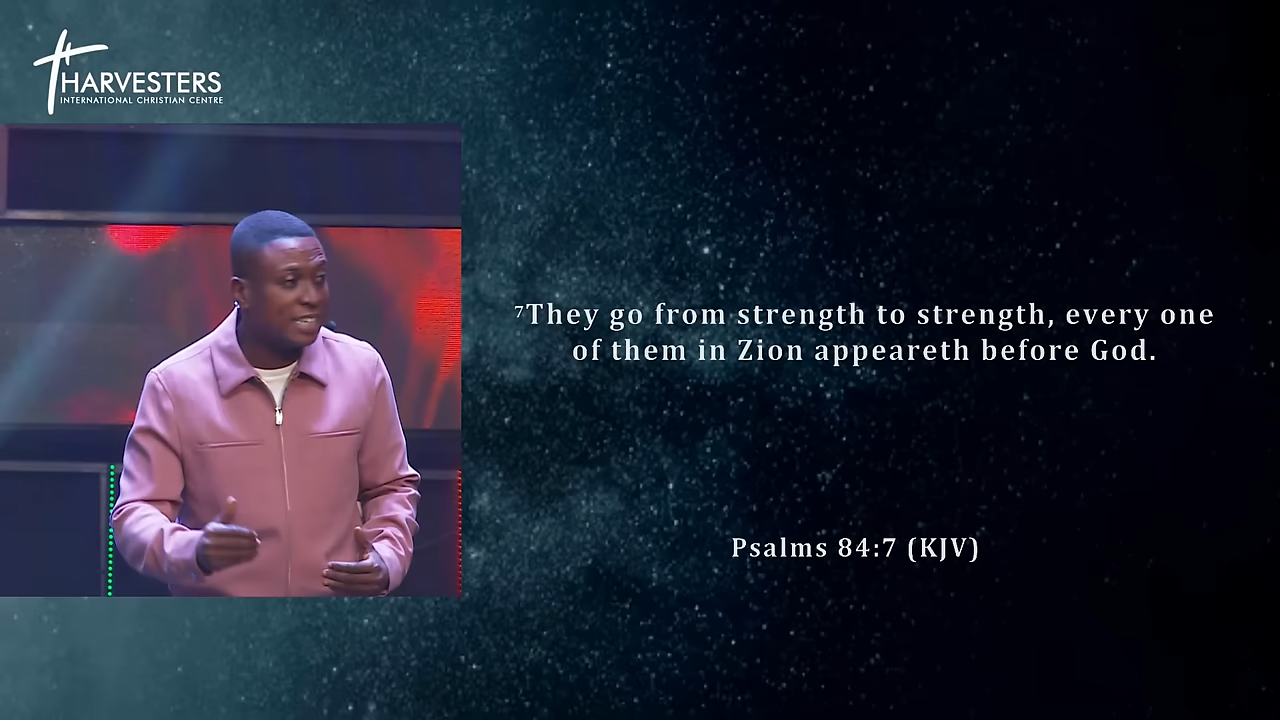 HARVESTERS
INTERNATIONAL CHRISTIAN CENTRE
⁷They go from strength to strength, every one
of them in Zion appeareth before God.
Psalms 84:7 (KJV)